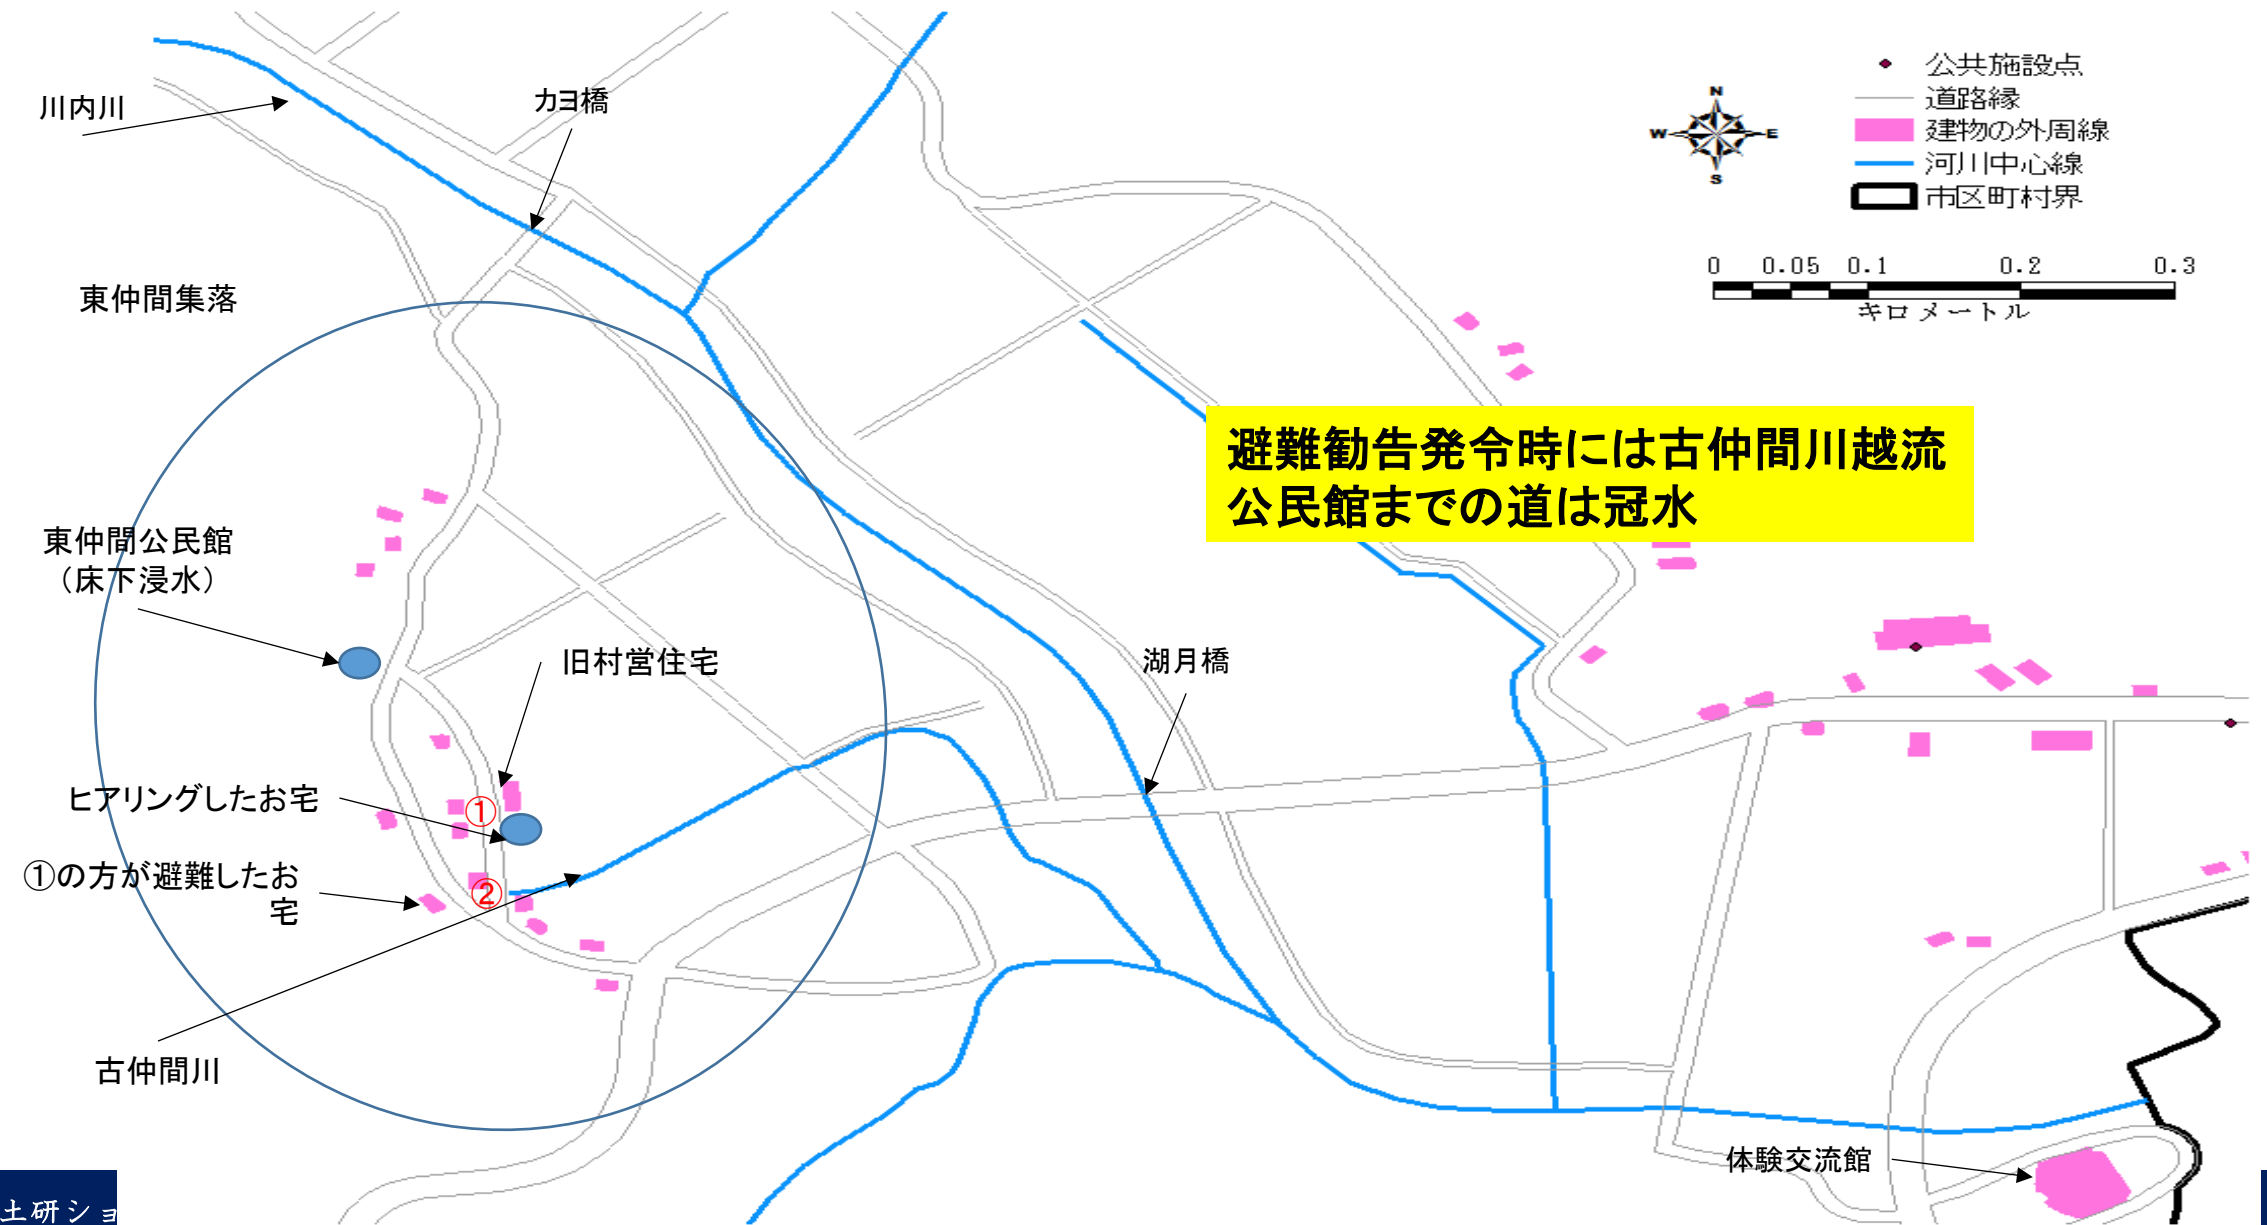 川内川
カヨ橋
N
W
E
S
公共施設点
道路縁
建物の外周線
河川中心線
市区町村界
0 0.05 0.1 0.2 0.3
キロメートル
東仲間集落
避難勧告発令時には古仲間川越流
公民館までの道は冠水
東仲間公民館
（床下浸水）
旧村営住宅
湖月橋
ヒアリングしたお宅
①
①の方が避難したお
宅
②
古仲間川
体験交流館
土研ショ